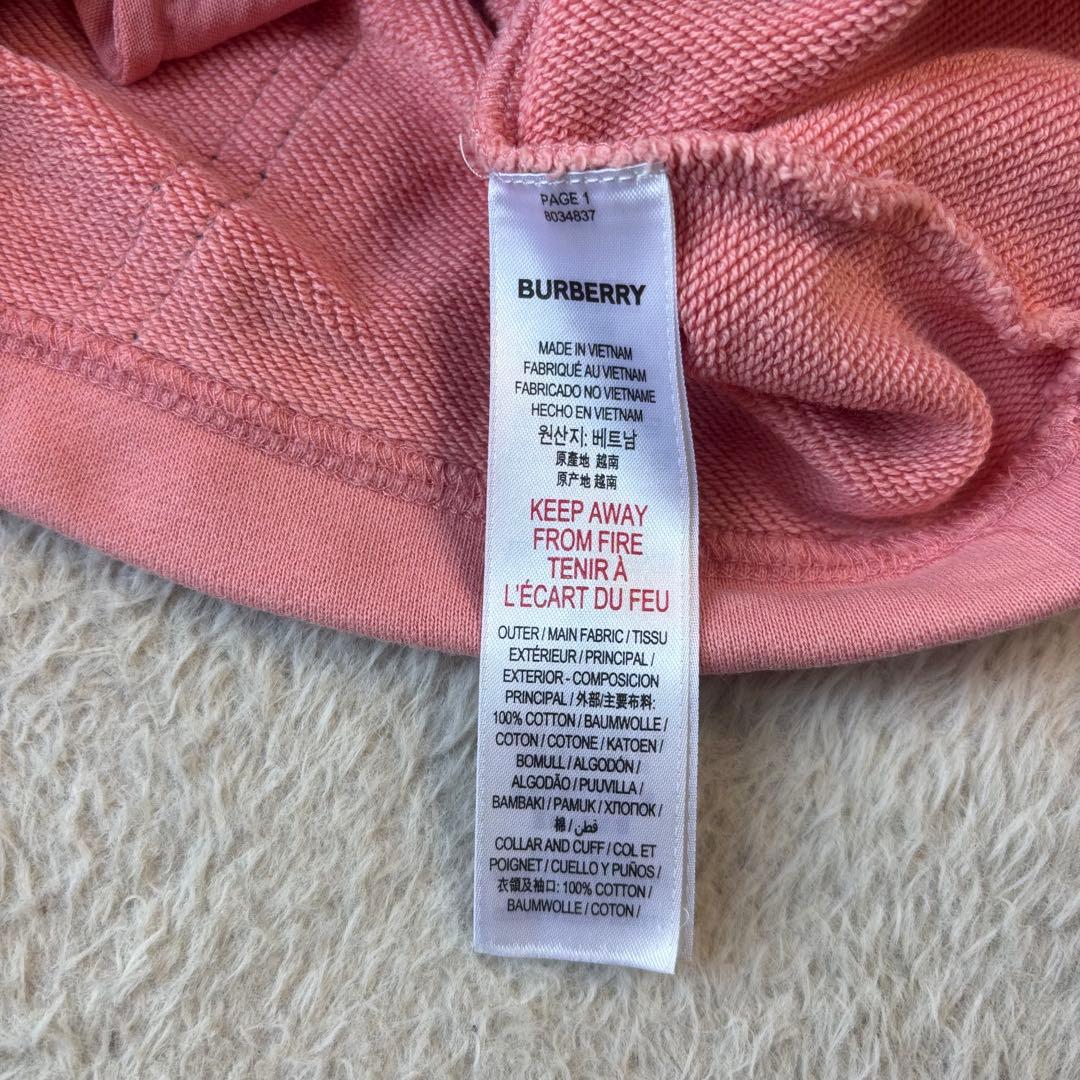 PAGE 1
8034837
BURBERRY
MADE IN VIETNAM
FABRIQUÉ AU VIETNAM
FABRICADO NO VIETNAME
HECHO EN VIETNAM
원산지: 베트남
原產地 越南
原产地 越南
KEEP AWAY
FROM FIRE
TENIR À
L'ÉCART DU FEU
OUTER / MAIN FABRIC / TISSU
EXTÉRIEUR / PRINCIPAL /
EXTERIOR - COMPOSICION
PRINCIPAL / 外部/主要布料:
100% COTTON / BAUMWOLLE /
COTON / COTONE / KATOEN /
BOMULL / ALGODÓN /
ALGODÃO / PUUVILLA /
BAMBAKI / PAMUK / ХЛОПОК /
棉 / قطن
COLLAR AND CUFF / COL ET
POIGNET / CUELLO Y PUÑOS /
衣領及袖口: 100% COTTON /
BAUMWOLLE / COTON /